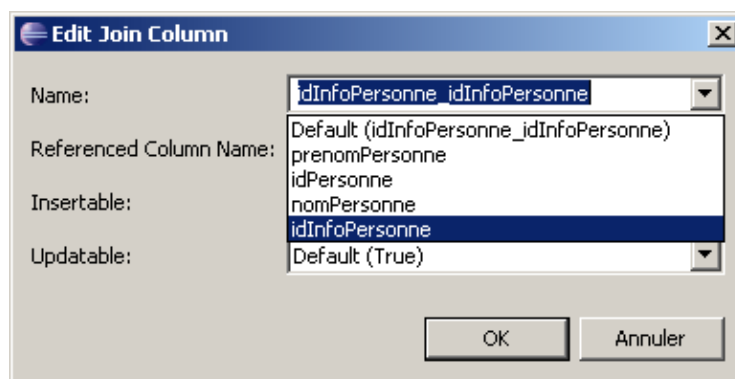 Edit Join Column
Name:
idInfoPersonne_idInfoPersonne
Default (idInfoPersonne_idInfoPersonne)
Referenced Column Name:
prenomPersonne
idPersonne
Insertable:
nomPersonne
idInfoPersonne
Updatable:
Default (True)
OK
Annuler